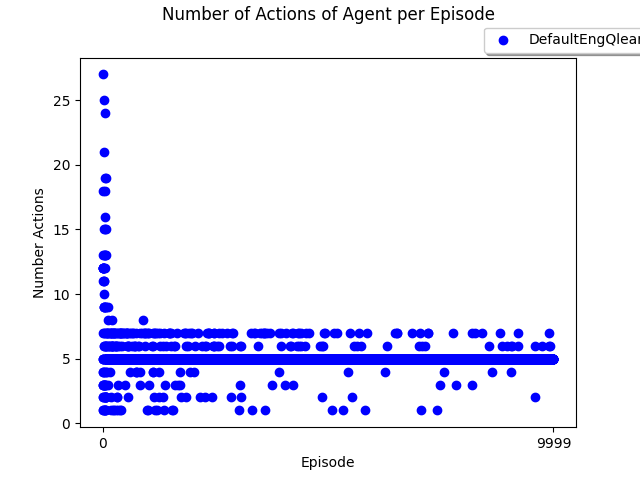 Number of Actions of Agent per Episode
DefaultEngQlear
25
20
15
10
5
0
Number Actions
0 9999
Episode